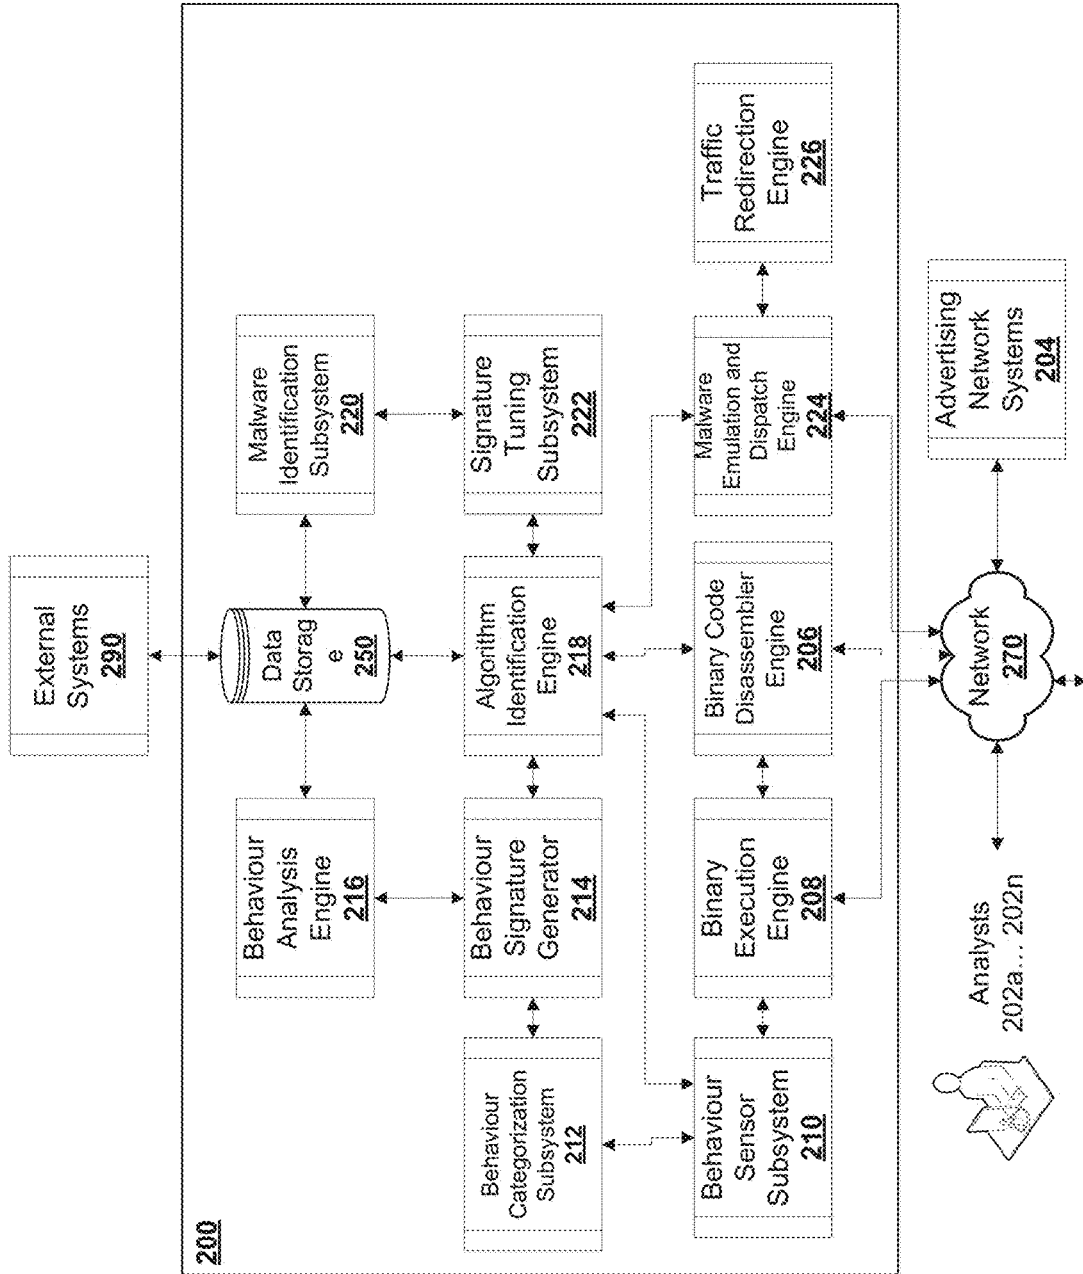 External
Systems
290
200
Behaviour
Analysis
Engine
216
Data
Storag
e
250
Malware
Identification
Subsystem
220
Behaviour
Categorization
Subsystem
212
Behaviour
Signature
Generator
214
Algorithm
Identification
Engine
218
Signature
Tuning
Subsystem
222
Behaviour
Sensor
Subsystem
210
Binary
Execution
Engine
208
Binary Code
Disassembler
Engine
206
Malware
Emulation and
Dispatch
Engine
224
Traffic
Redirection
Engine
226
Analysts
202a... 202n
Network
270
Advertising
Network
Systems
204